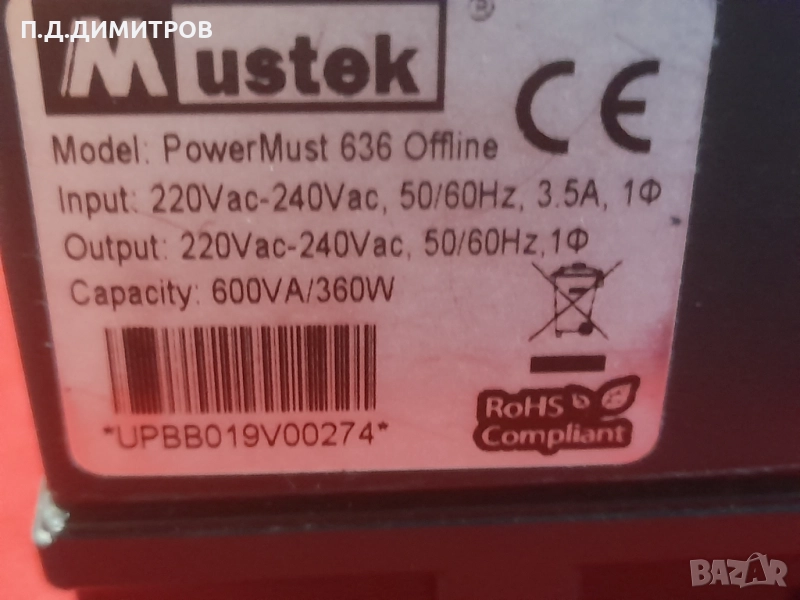 П.Д.ДИМИТРОВ
®
Mustek
CE
Model: PowerMust 636 Offline
Input: 220Vac-240Vac, 50/60Hz, 3.5A, 1Φ
Output: 220Vac-240Vac, 50/60Hz,1Φ
Capacity: 600VA/360W
*UPBB019V00274*
RoHS
Compliant
BAZAR